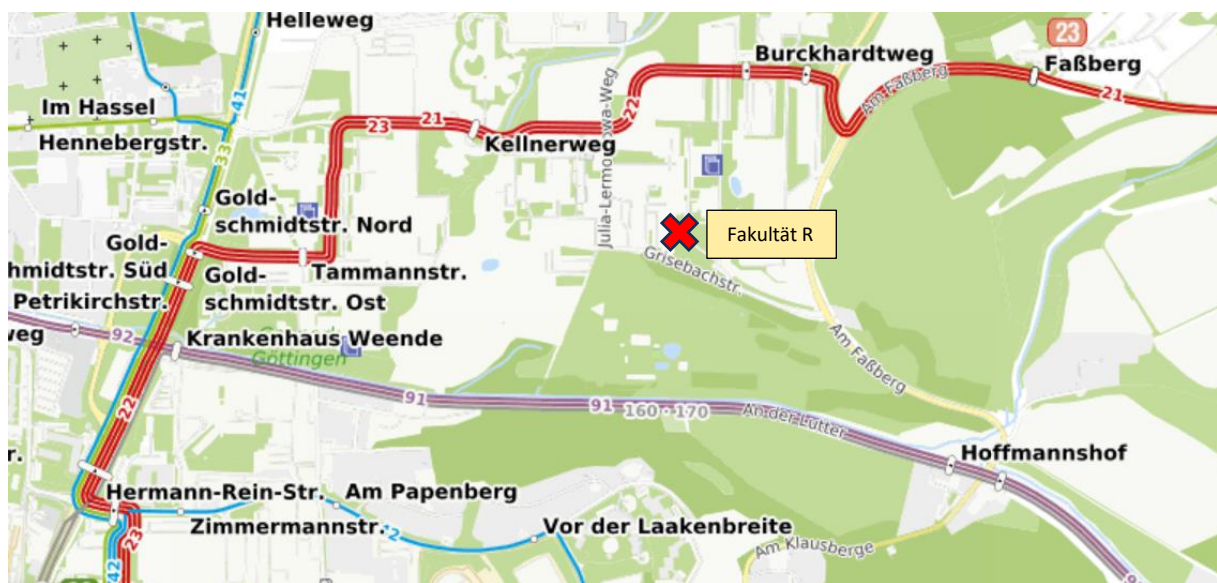 Helleweg
41
Im Hassel
Hennebergstr.
33
Gold-
schmidtstr. Nord
Gold-
hmidtstr. Süd
Petrikirchstr.
Tammannstr.
Gold-
schmidtstr. Ost
weg
92
Krankenhaus Weende
Göttingen
22
r.
Hermann-Rein-Str.
Zimmermannstr.
Am Papenberg
Vor der Laakenbreite
42
23
23
21
Kellnerweg
22
Julia-Lermontowa-Weg
Burckhardtweg
Am Faßberg
23
Faßberg
21
Fakultät R
Grisebachstr.
Am Faßberg
91
91
160 · 170
An der Lutter
Hoffmannshof
Am Klausberge